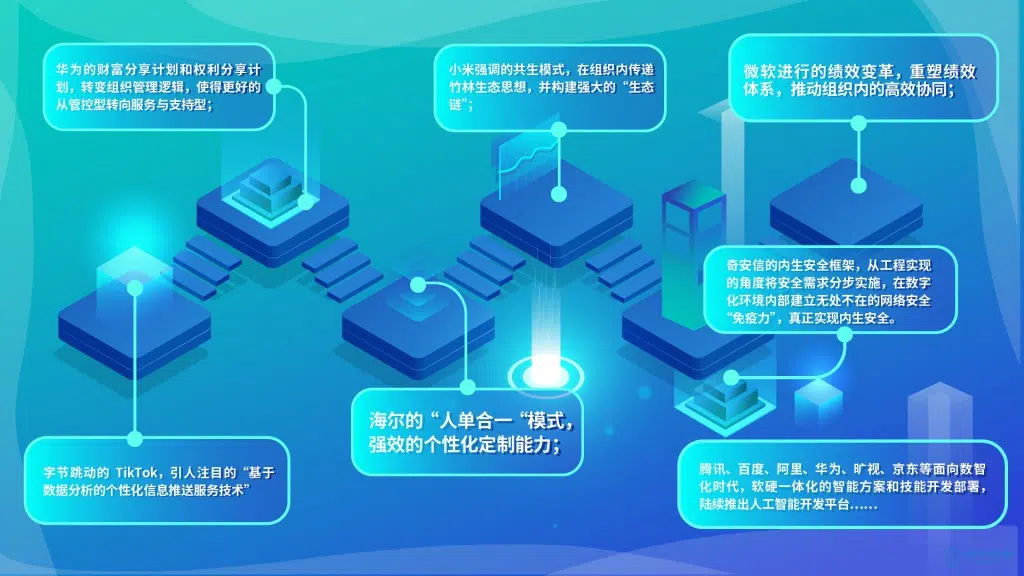 华为的财富分享计划和权利分享计
划，转变组织管理逻辑，使得更好的
从管控型转向服务与支持型；
小米强调的共生模式，在组织内传递
竹林生态思想，并构建强大的“生态
链”；
微软进行的绩效变革，重塑绩效
体系，推动组织内的高效协同；
奇安信的内生安全框架，从工程实现
的角度将安全需求分步实施，在数字
化环境内部建立无处不在的网络安全
“免疫力”，真正实现内生安全。
海尔的“人单合一“模式，
强效的个性化定制能力；
字节跳动的 TikTok，引人注目的“基于
数据分析的个性化信息推送服务技术”
腾讯、百度、阿里、华为、旷视、京东等面向数智
化时代，软硬一体化的智能方案和技能开发部署，
陆续推出人工智能开发平台……